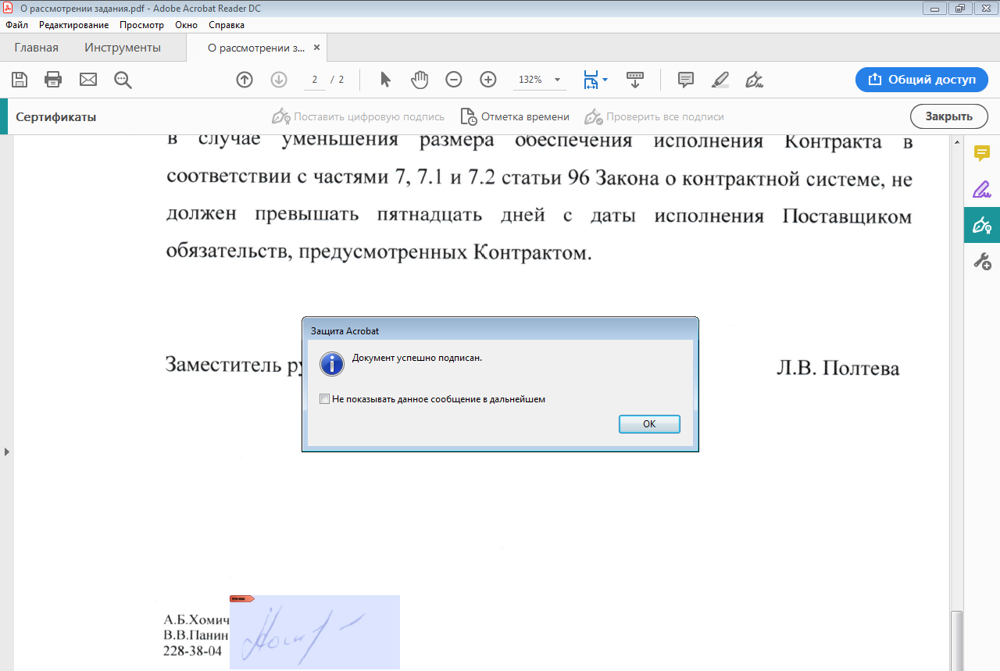 О рассмотрении задания.pdf - Adobe Acrobat Reader DC
Файл Редактирование Просмотр Окно Справка
Главная Инструменты О рассмотрении з... ×
2 / 2 132% Общий доступ
Сертификаты Поставить цифровую подпись Отметка времени Проверить все подписи Закрыть
в случае уменьшения размера обеспечения исполнения Контракта в
соответствии с частями 7, 7.1 и 7.2 статьи 96 Закона о контрактной системе, не
должен превышать пятнадцать дней с даты исполнения Поставщиком
обязательств, предусмотренных Контрактом.
Защита Acrobat
Документ успешно подписан.
Не показывать данное сообщение в дальнейшем
OK
Заместитель ру
Л.В. Полтева
А.Б.Хомич
В.В.Панин
228-38-04